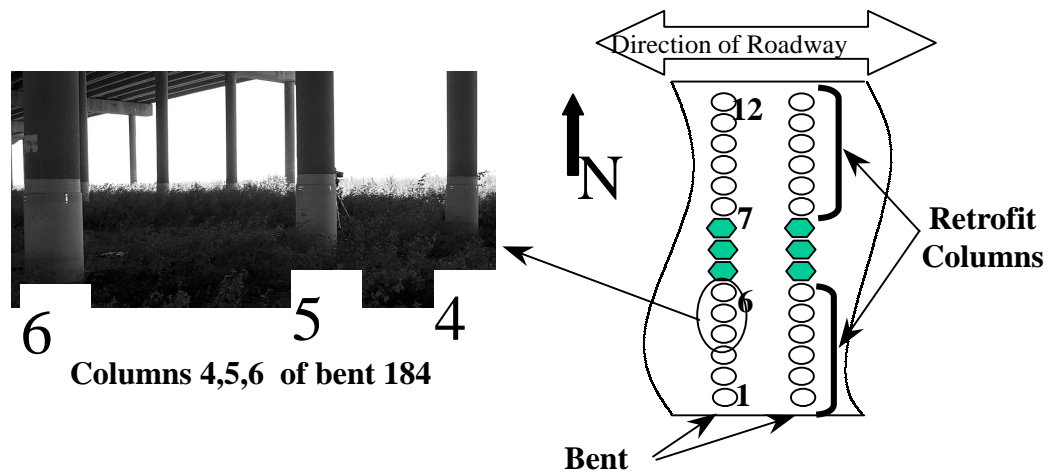 Direction of Roadway
12
N
7
Retrofit
Columns
6
6
5
4
Columns 4,5,6 of bent 184
1
Bent